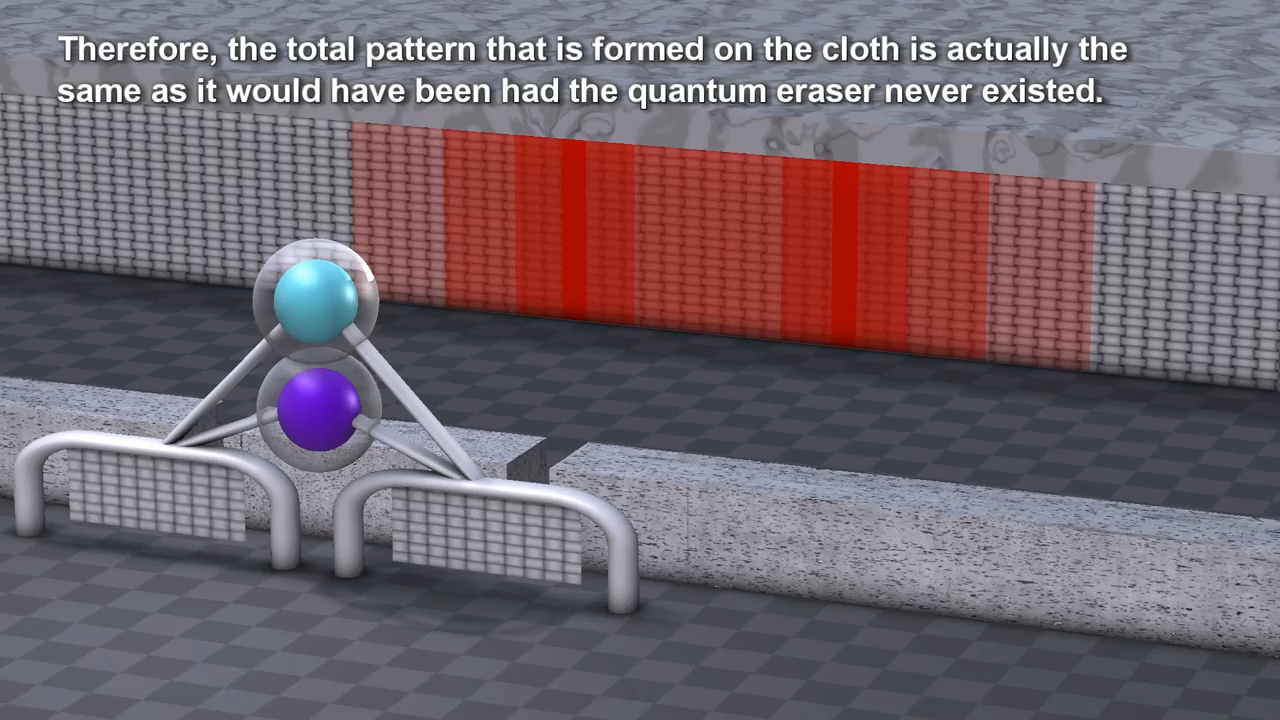 Therefore, the total pattern that is formed on the cloth is actually the
same as it would have been had the quantum eraser never existed.